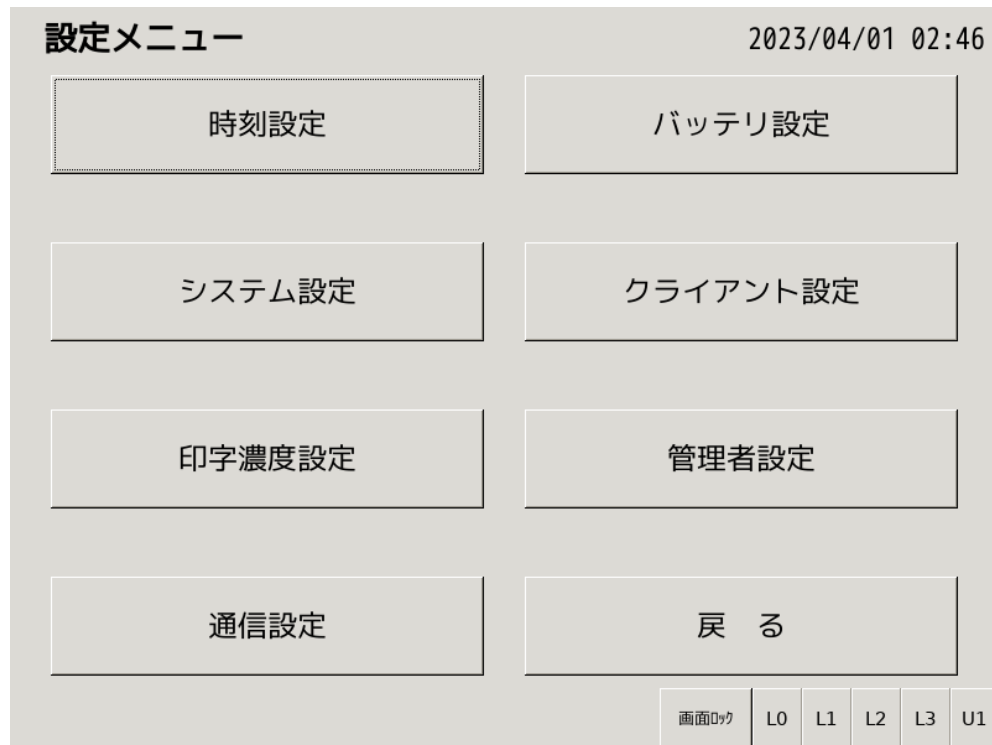 設定メニュー 2023/04/01 02:46
時刻設定 バッテリ設定
システム設定 クライアント設定
印字濃度設定 管理者設定
通信設定 戻　る
画面ﾛｯｸ L0 L1 L2 L3 U1